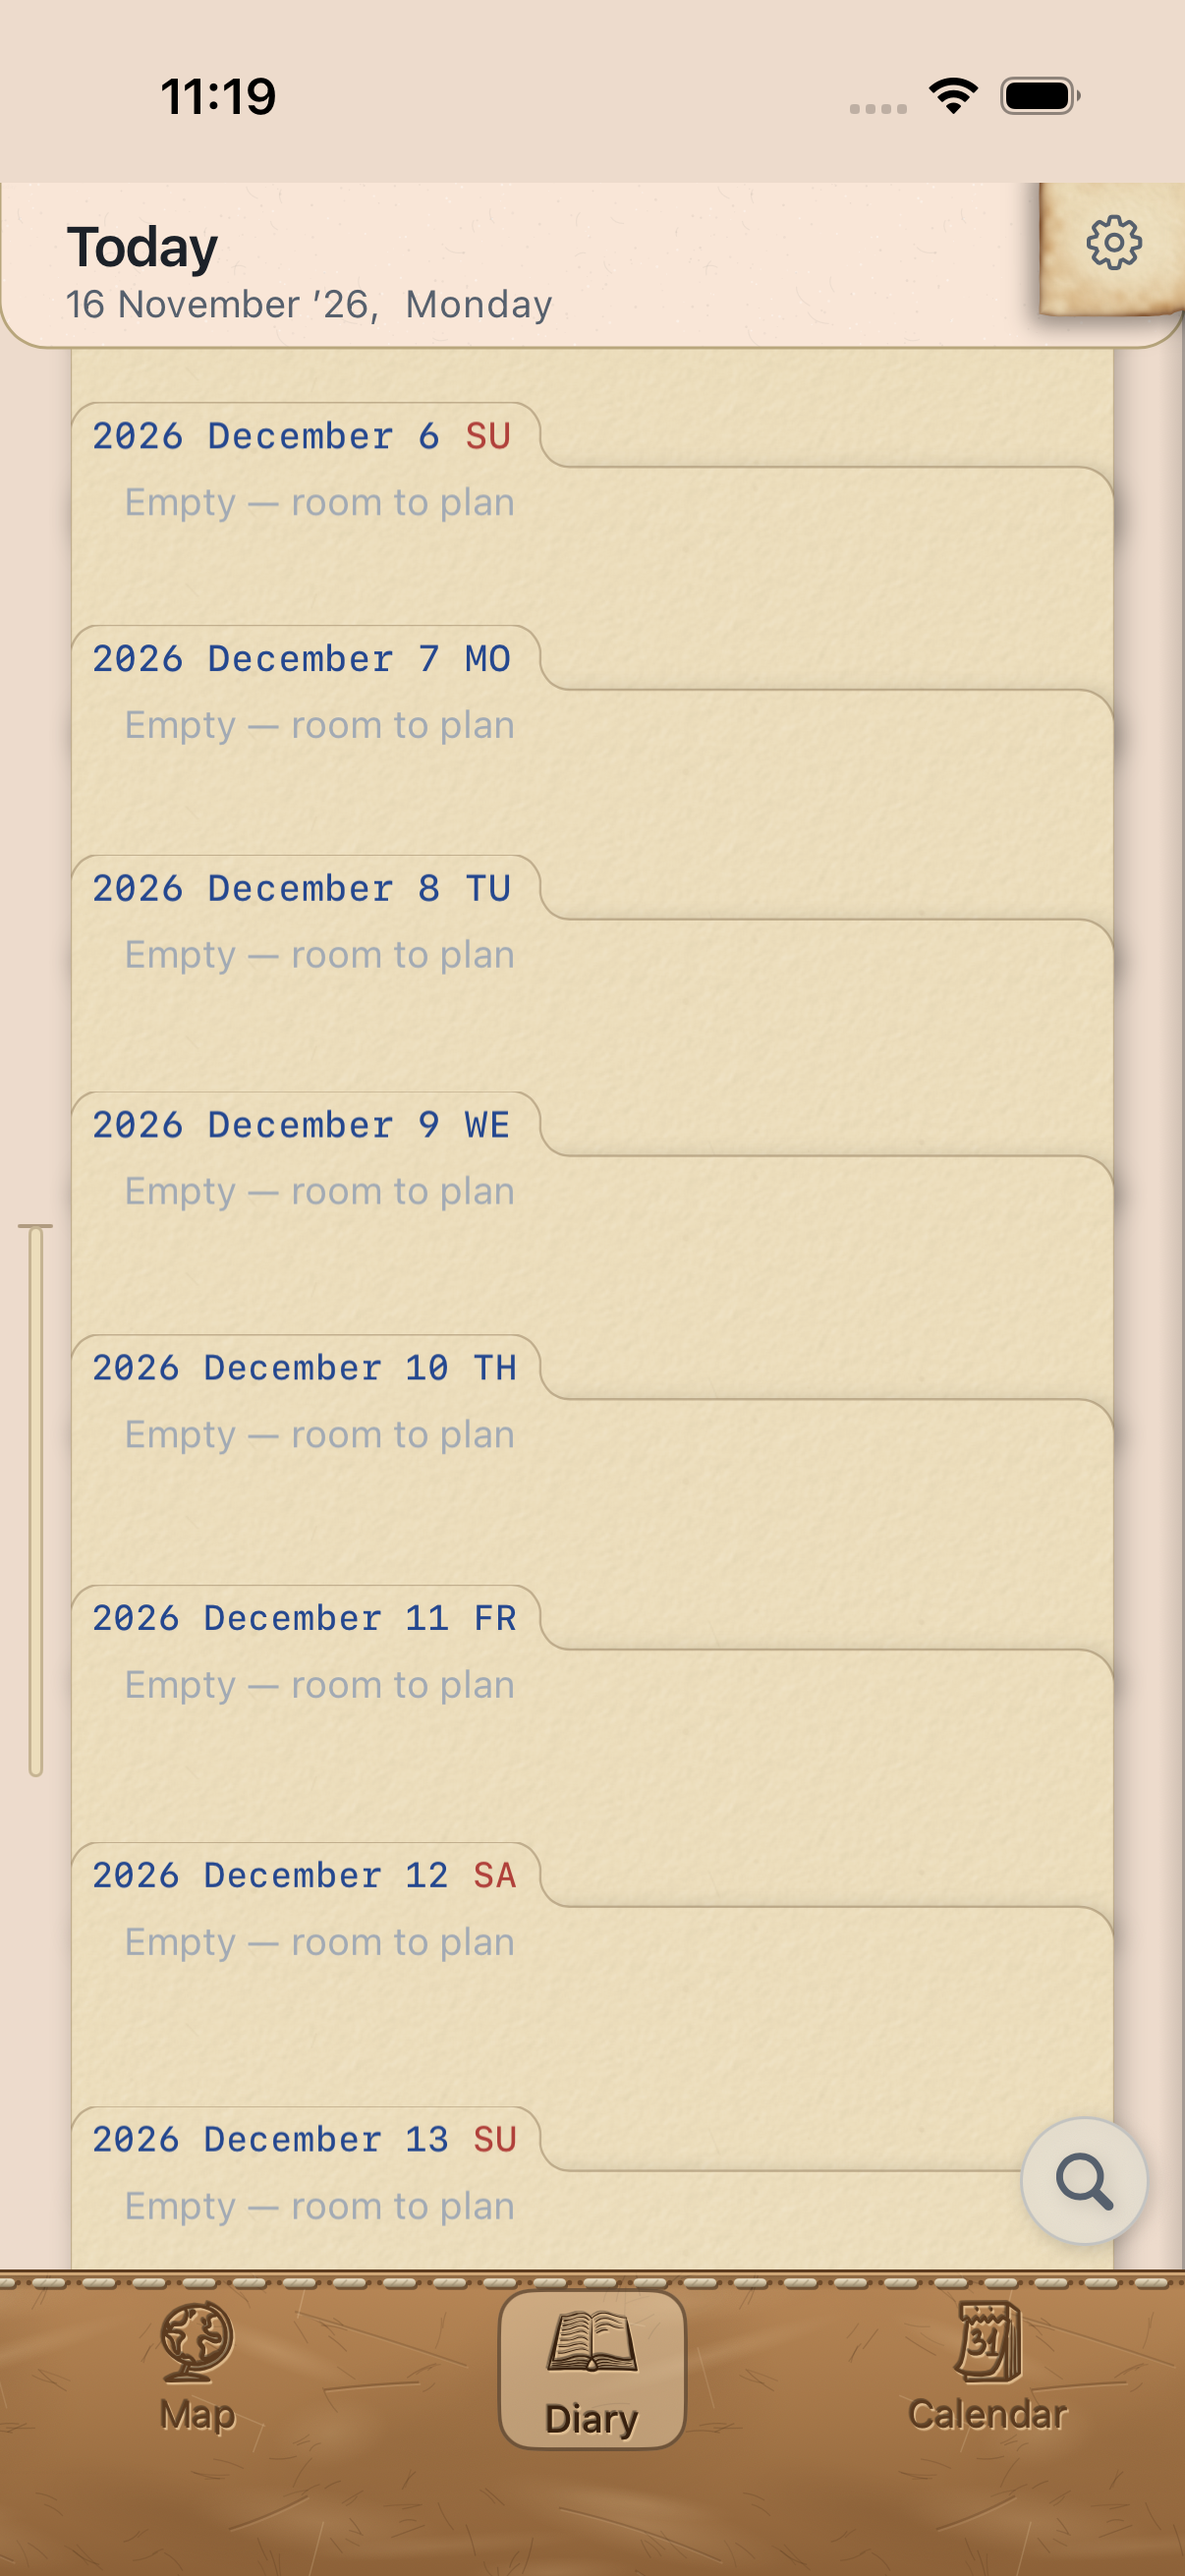 11:19
Today
16 November ’26, Monday
2026 December 6 SU
Empty — room to plan
2026 December 7 MO
Empty — room to plan
2026 December 8 TU
Empty — room to plan
2026 December 9 WE
Empty — room to plan
2026 December 10 TH
Empty — room to plan
2026 December 11 FR
Empty — room to plan
2026 December 12 SA
Empty — room to plan
2026 December 13 SU
Empty — room to plan
31
Map
Diary
Calendar